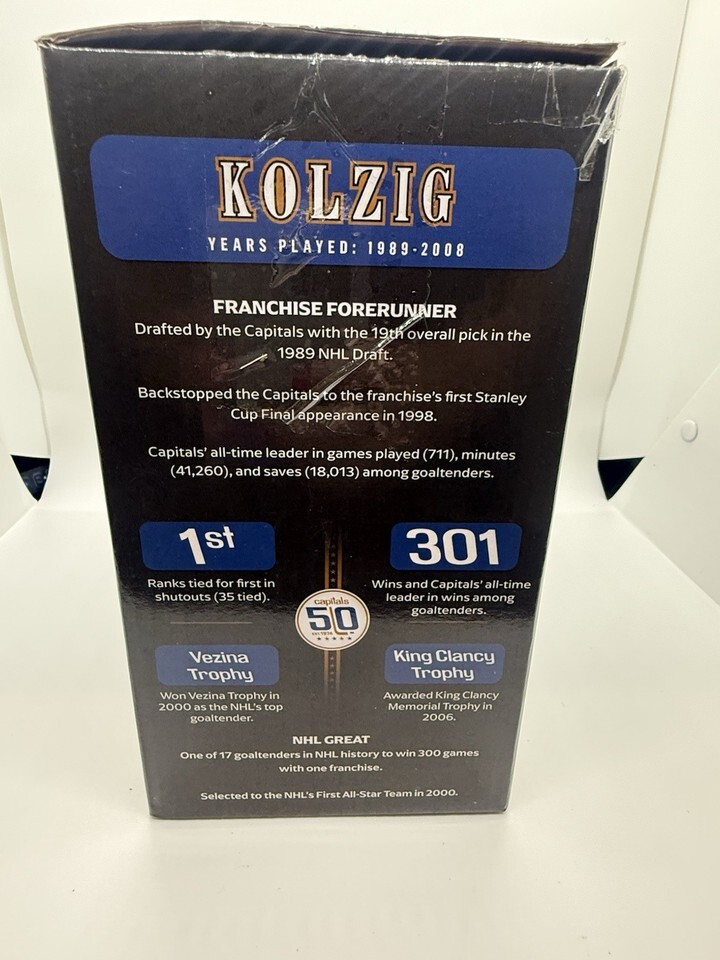 KOLZIG
YEARS PLAYED: 1989-2008
FRANCHISE FORERUNNER
Drafted by the Capitals with the 19th overall pick in the
1989 NHL Draft.
Backstopped the Capitals to the franchise's first Stanley
Cup Final appearance in 1998.
Capitals' all-time leader in games played (711), minutes
(41,260), and saves (18,013) among goaltenders.
1st
Ranks tied for first in
shutouts (35 tied).
301
Wins and Capitals' all-time
leader in wins among
goaltenders.
capitals
50
EST 1974
Vezina
Trophy
Won Vezina Trophy in
2000 as the NHL's top
goaltender.
King Clancy
Trophy
Awarded King Clancy
Memorial Trophy in
2006.
NHL GREAT
One of 17 goaltenders in NHL history to win 300 games
with one franchise.
Selected to the NHL's First All-Star Team in 2000.